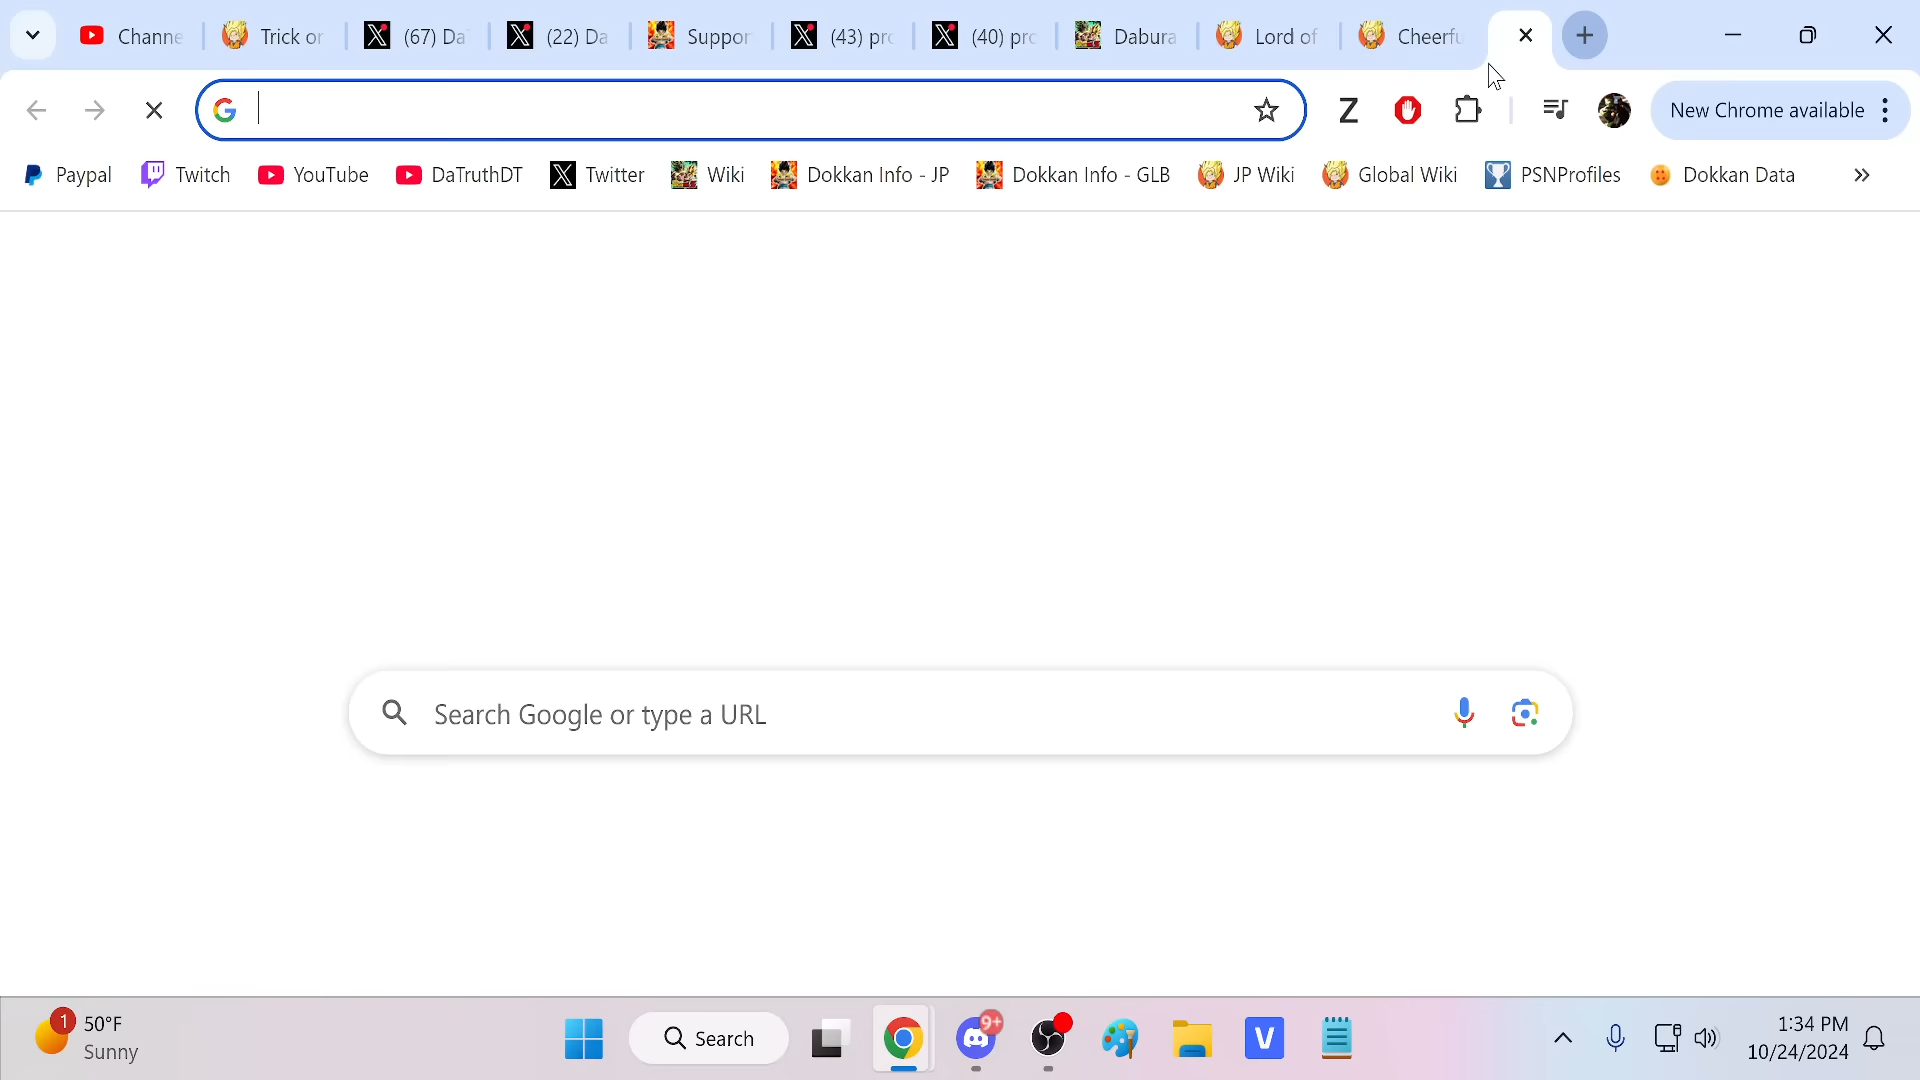 Channe Trick or (67) Da (22) Da Suppor (43) pro (40) pro Dabura Lord of Cheerfu
New Chrome available
Paypal Twitch YouTube DaTruthDT Twitter Wiki Dokkan Info - JP Dokkan Info - GLB JP Wiki Global Wiki PSNProfiles Dokkan Data
Search Google or type a URL
1 50°F
Sunny
Search
9+
1:34 PM
10/24/2024